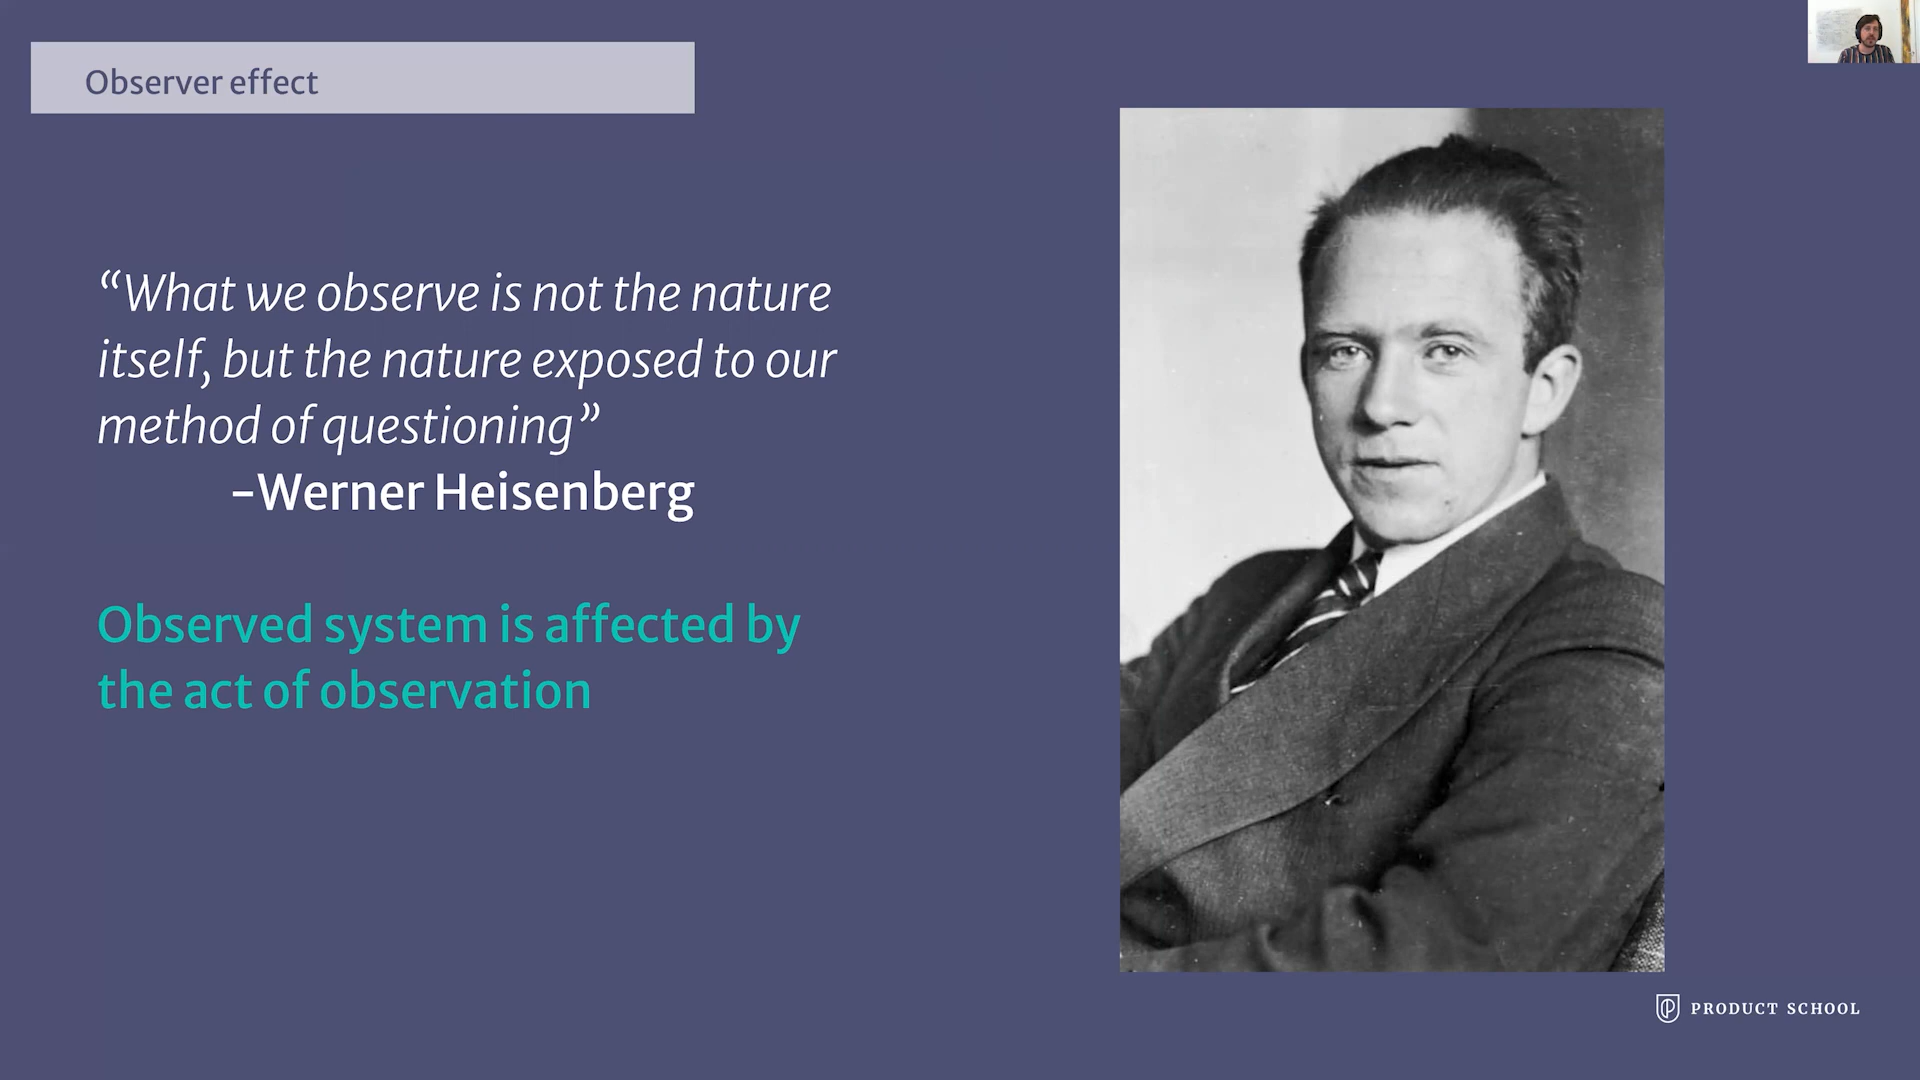 Observer effect
“What we observe is not the nature
itself, but the nature exposed to our
method of questioning”
–Werner Heisenberg
Observed system is affected by
the act of observation
PRODUCT SCHOOL